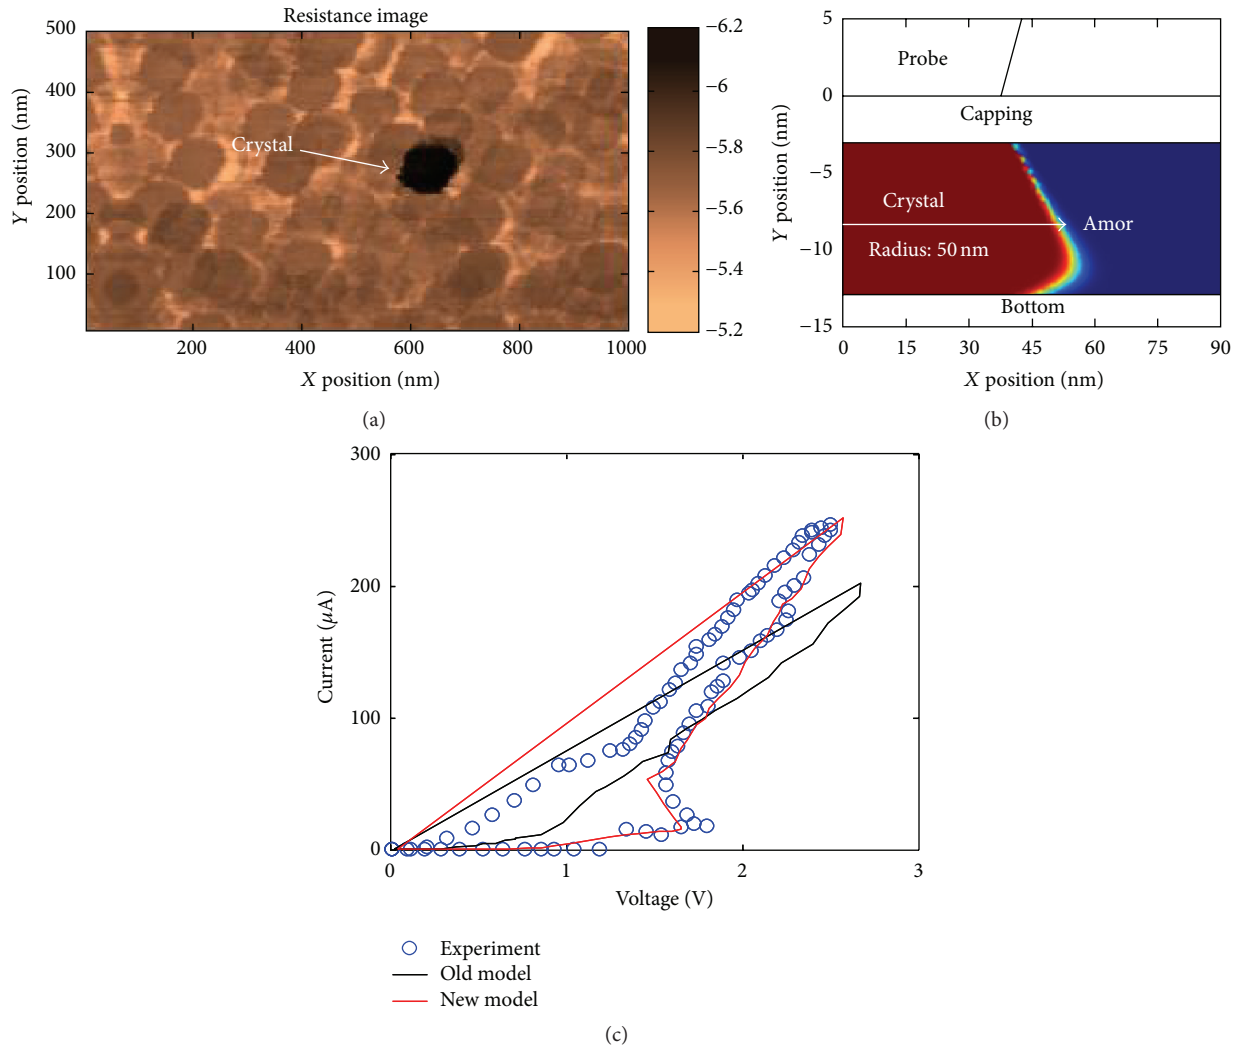 Resistance image
500
400
300
200
100
Y position (nm)
Crystal
200
400
600
800
1000
X position (nm)
−6.2
−6
−5.8
−5.6
−5.4
−5.2
(a)
5
0
−5
−10
−15
Y position (nm)
Probe
Capping
Crystal
Amor
Radius: 50 nm
Bottom
0
15
30
45
60
75
90
X position (nm)
(b)
300
200
100
0
Current (μA)
0
1
2
3
Voltage (V)
Experiment
Old model
New model
(c)